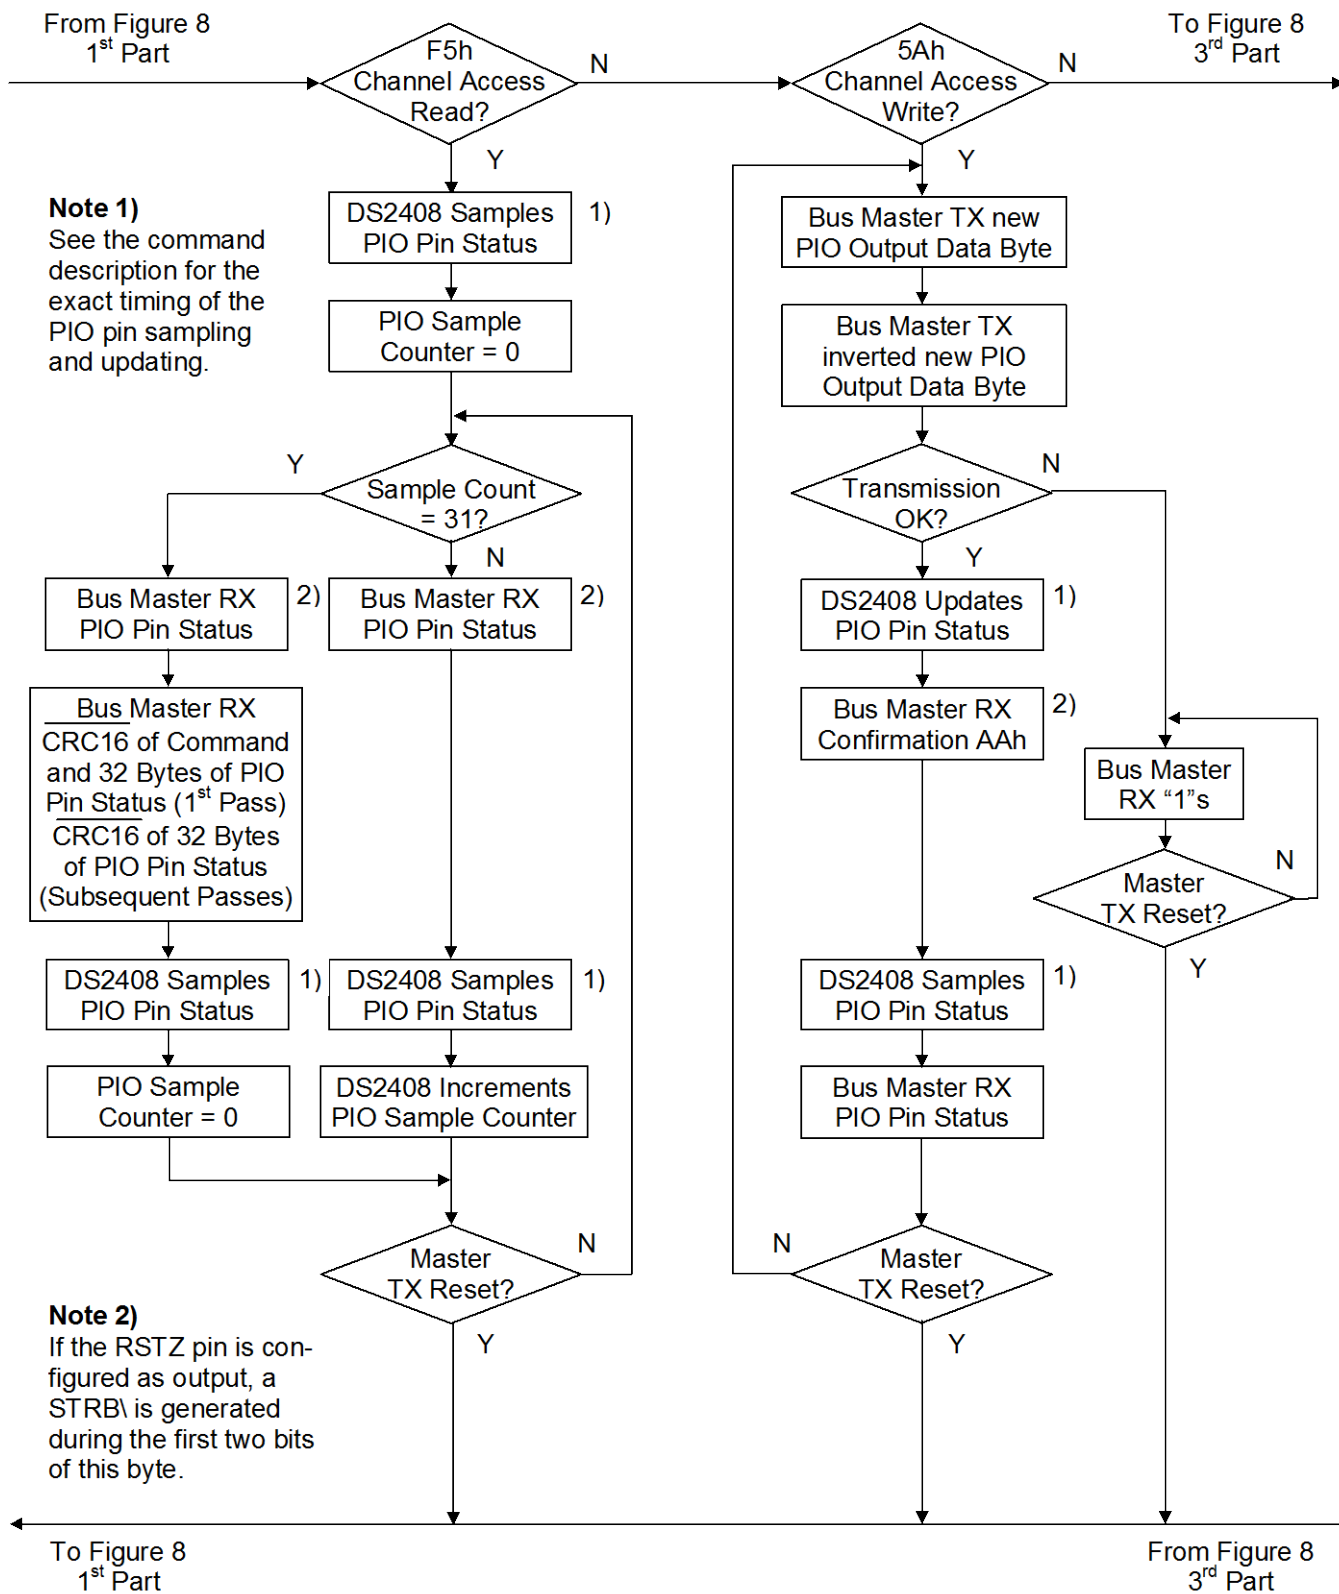 From Figure 8
1st Part
F5h
Channel Access
Read?
N
5Ah
Channel Access
Write?
N
To Figure 8
3rd Part
Y
Y
Note 1)
See the command
description for the
exact timing of the
PIO pin sampling
and updating.
DS2408 Samples
PIO Pin Status
1)
PIO Sample
Counter = 0
Bus Master TX new
PIO Output Data Byte
Bus Master TX
inverted new PIO
Output Data Byte
Y
Sample Count
= 31?
N
Transmission
OK?
N
Y
Bus Master RX
PIO Pin Status
2)
Bus Master RX
PIO Pin Status
2)
DS2408 Updates
PIO Pin Status
1)
Bus Master RX
CRC16 of Command
and 32 Bytes of PIO
Pin Status (1st Pass)
CRC16 of 32 Bytes
of PIO Pin Status
(Subsequent Passes)
Bus Master RX
Confirmation AAh
2)
Bus Master
RX “1”s
Master
TX Reset?
N
Y
DS2408 Samples
PIO Pin Status
1)
DS2408 Samples
PIO Pin Status
1)
DS2408 Samples
PIO Pin Status
1)
PIO Sample
Counter = 0
DS2408 Increments
PIO Sample Counter
Bus Master RX
PIO Pin Status
Master
TX Reset?
N
Y
N
Master
TX Reset?
Y
Note 2)
If the RSTZ pin is con-
figured as output, a
STRB\ is generated
during the first two bits
of this byte.
To Figure 8
1st Part
From Figure 8
3rd Part